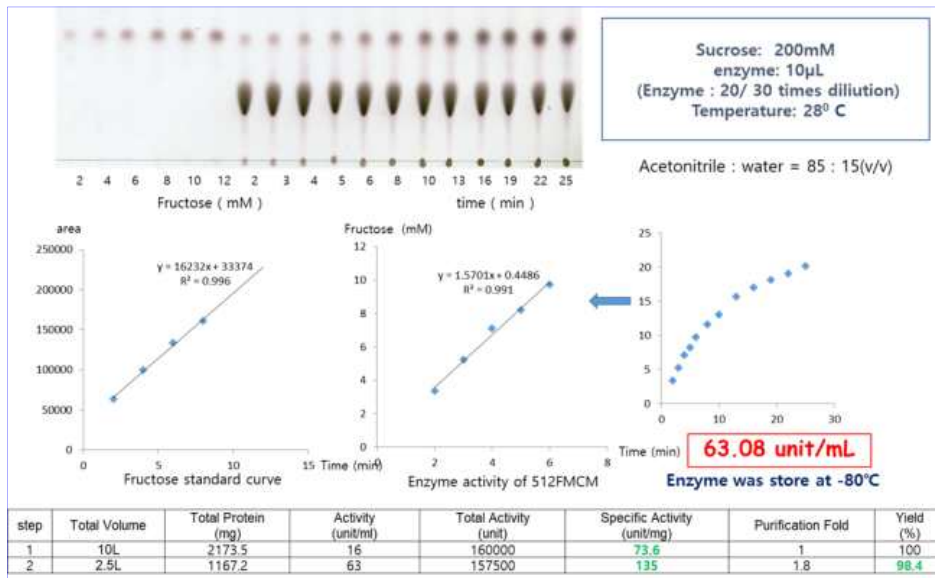 Sucrose: 200mM
enzyme: 10μL
(Enzyme : 20/ 30 times diliution)
Temperature: 28⁰ C
Acetonitrile : water = 85 : 15(v/v)
2 4 6 8 10 12 2 3 4 5 6 8 10 13 16 19 22 25
Fructose ( mM ) time ( min )
area
250000
200000
150000
100000
50000
0
y = 16232x + 33374
R² = 0.996
0 5 10 15
Fructose standard curve
Fructose (mM)
12
10
8
6
4
2
0
y = 1.5701x + 0.4486
R² = 0.991
Time (min) 0 2 4 6 8
Enzyme activity of 512FMCM
25
20
15
10
5
0
0 10 20 30
Time (min) 63.08 unit/mL
Enzyme was store at -80℃
step Total Volume Total Protein (mg) Activity (unit/ml) Total Activity (unit) Specific Activity (unit/mg) Purification Fold Yield (%)
1 10L 2173.5 16 160000 73.6 1 100
2 2.5L 1167.2 63 157500 135 1.8 98.4